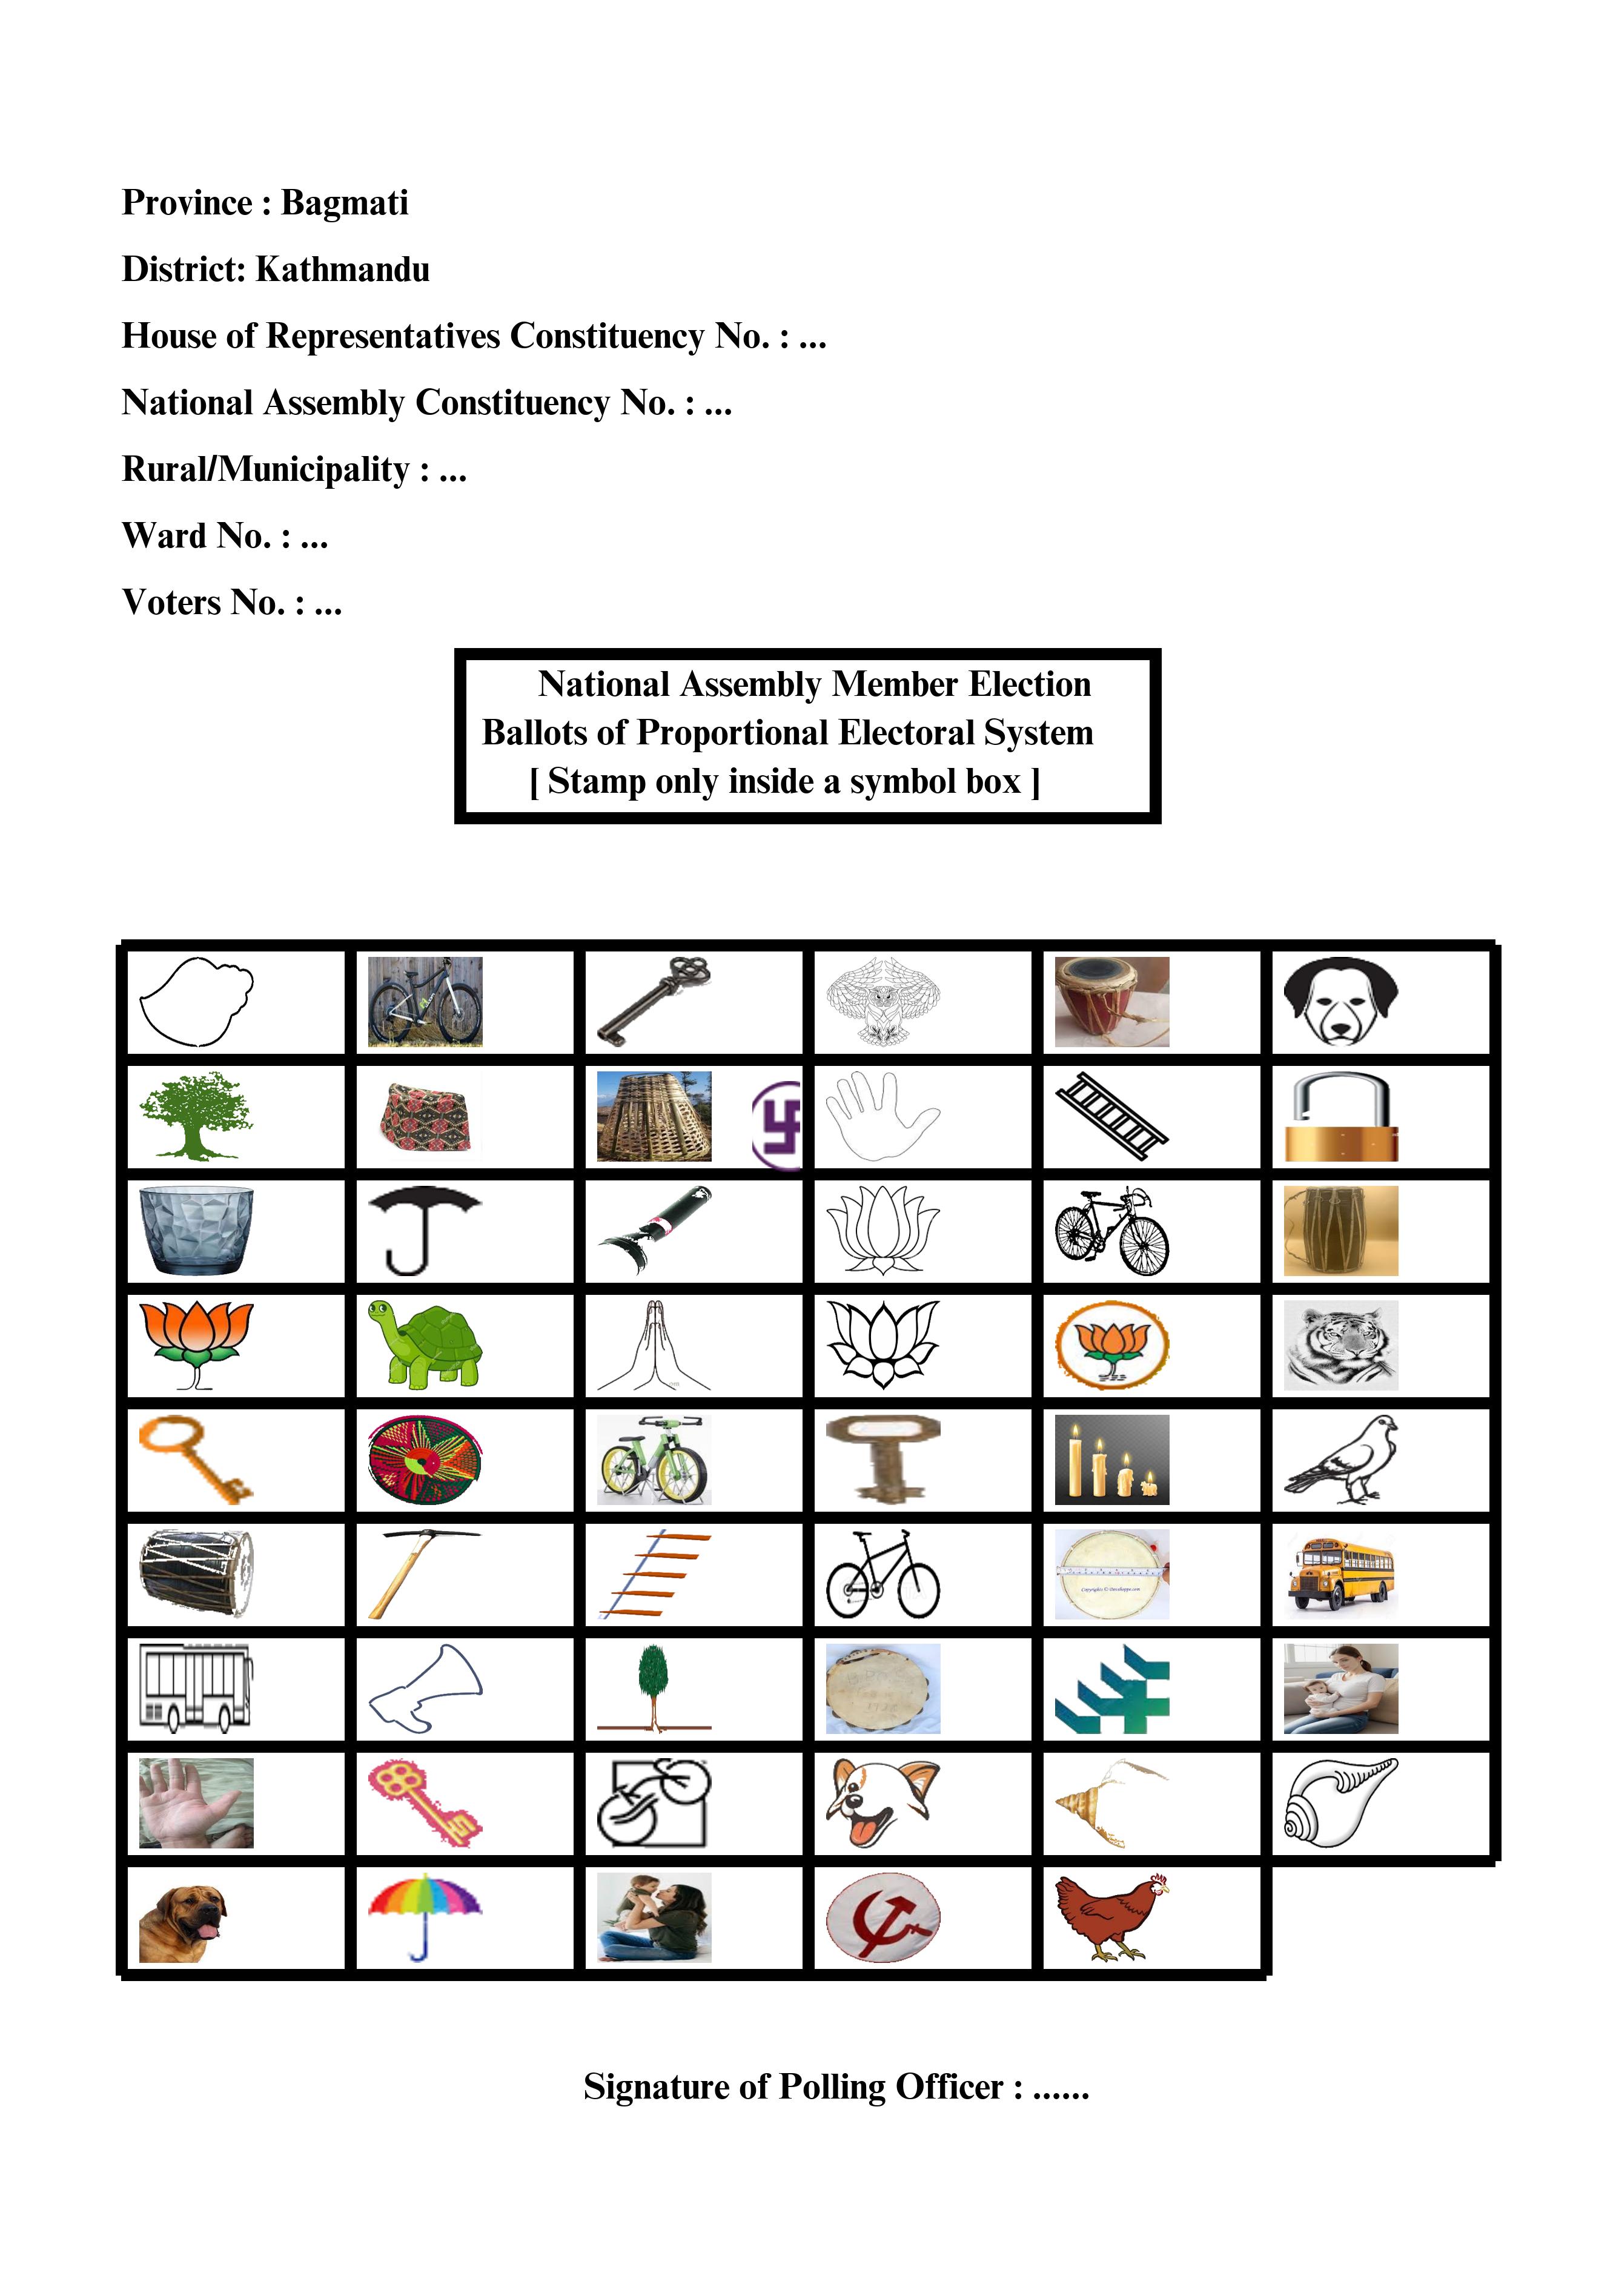 Province : Bagmati
District: Kathmandu
House of Representatives Constituency No. : ...
National Assembly Constituency No. : ...
Rural/Municipality : ...
Ward No. : ...
Voters No. : ...
National Assembly Member Election
Ballots of Proportional Electoral System
[ Stamp only inside a symbol box ]
Signature of Polling Officer : ......